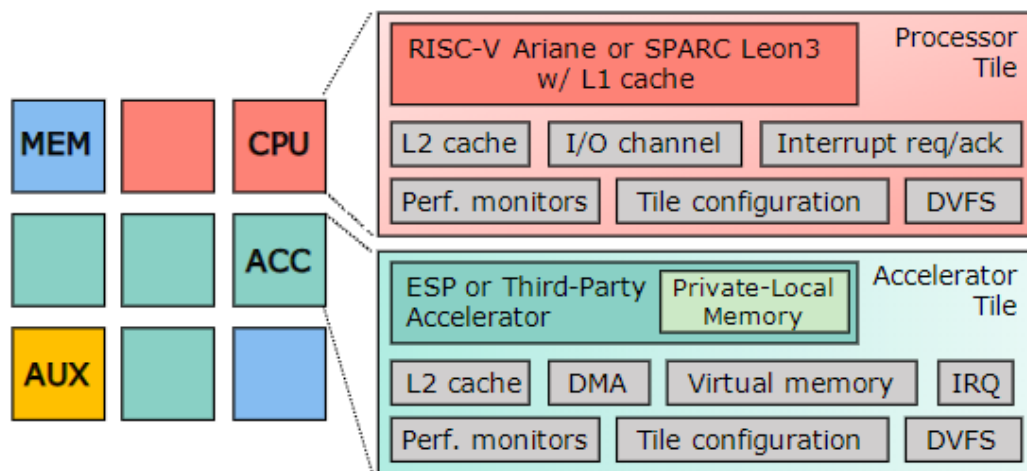 MEM
CPU
ACC
AUX
RISC-V Ariane or SPARC Leon3
w/ L1 cache
Processor
Tile
L2 cache
I/O channel
Interrupt req/ack
Perf. monitors
Tile configuration
DVFS
ESP or Third-Party
Accelerator
Private-Local
Memory
Accelerator
Tile
L2 cache
DMA
Virtual memory
IRQ
Perf. monitors
Tile configuration
DVFS